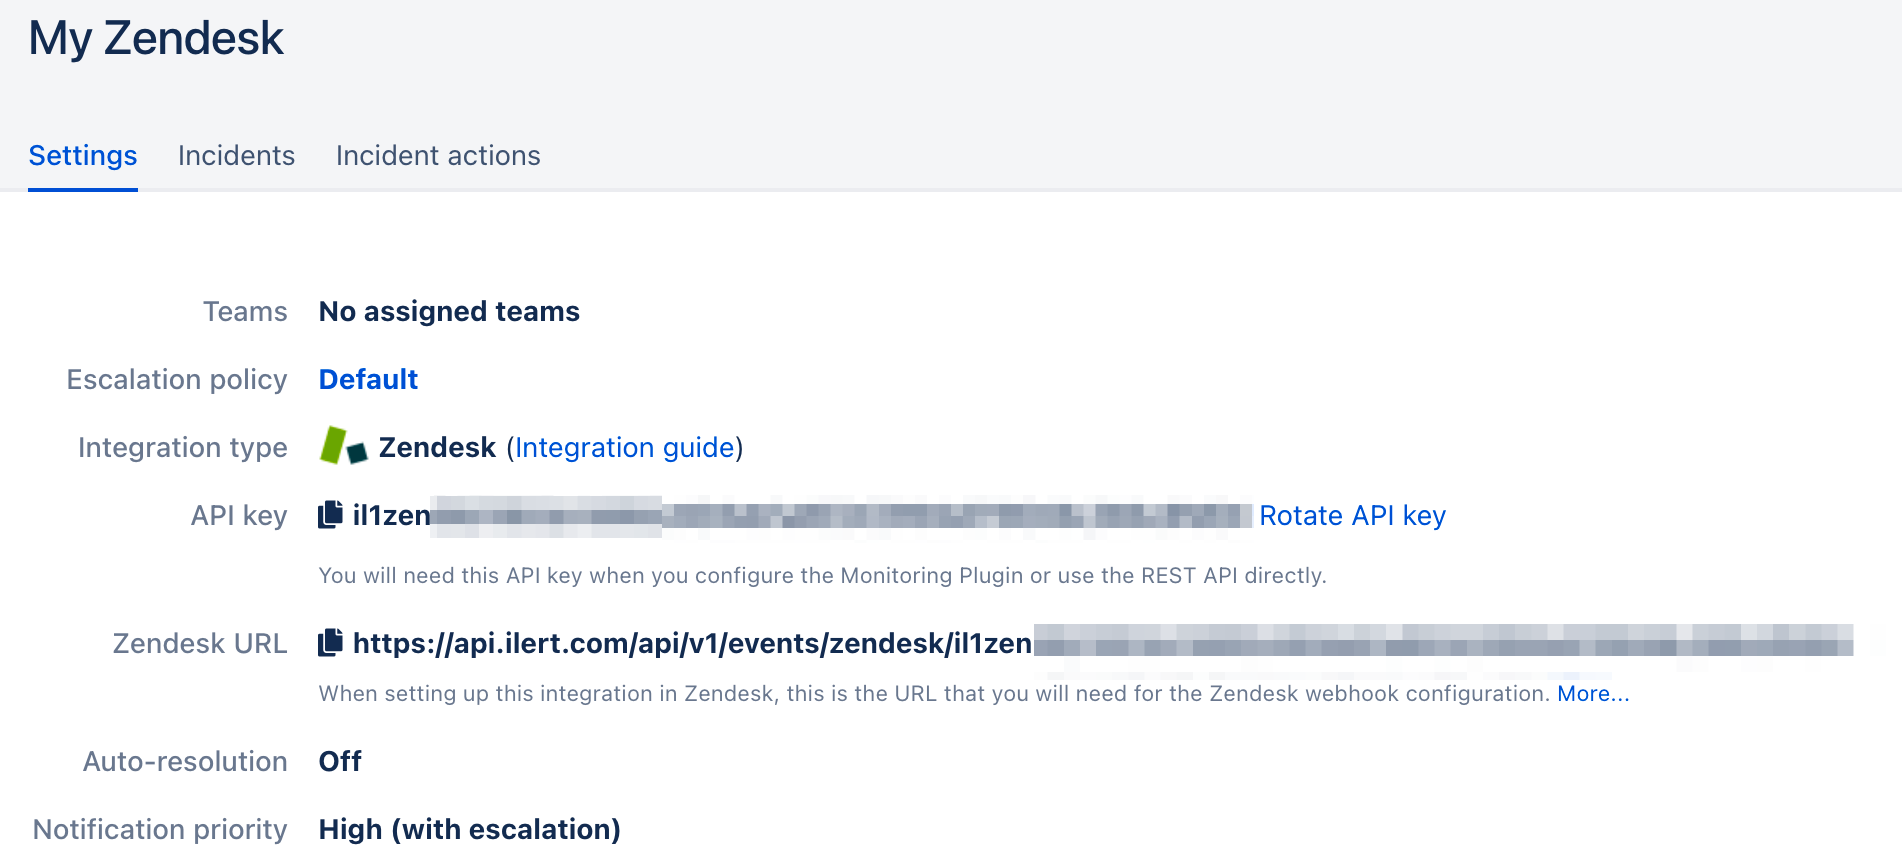 My Zendesk
Settings Incidents Incident actions
Teams No assigned teams
Escalation policy Default
Integration type Zendesk (Integration guide)
API key il1zen Rotate API key
You will need this API key when you configure the Monitoring Plugin or use the REST API directly.
Zendesk URL https://api.ilert.com/api/v1/events/zendesk/il1zen
When setting up this integration in Zendesk, this is the URL that you will need for the Zendesk webhook configuration. More...
Auto-resolution Off
Notification priority High (with escalation)